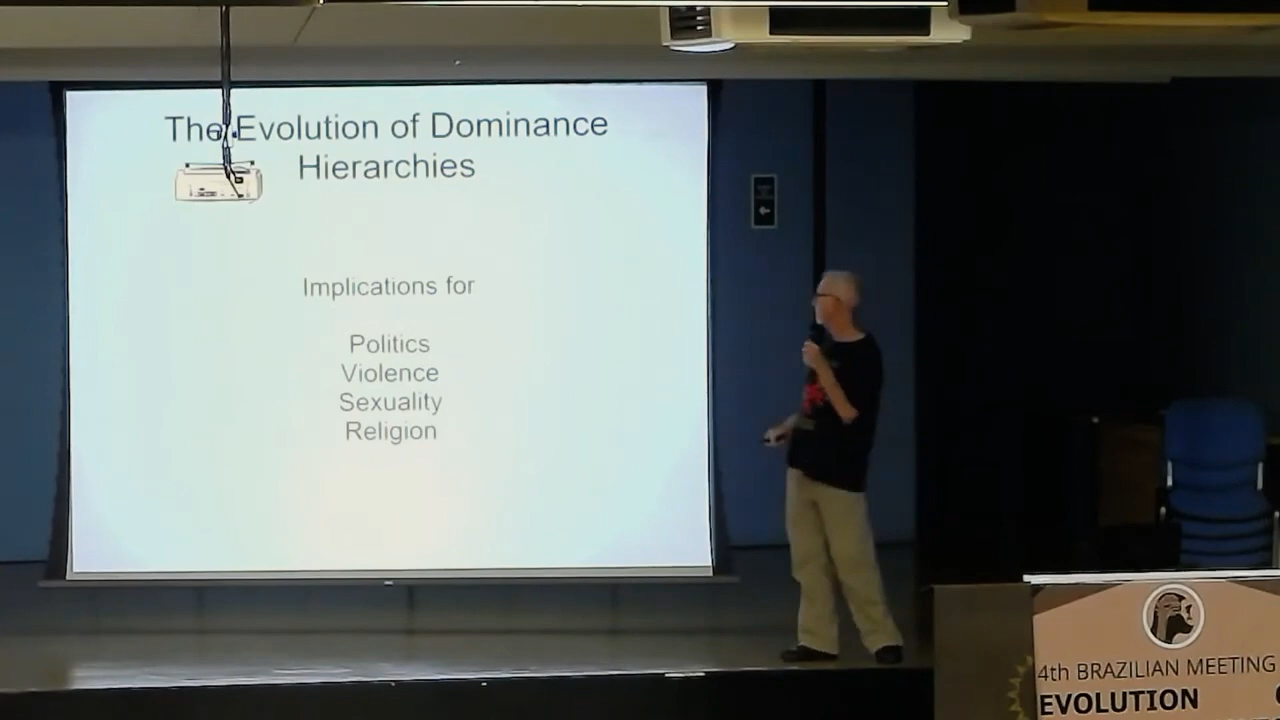 The Evolution of Dominance
Hierarchies
Implications for
Politics
Violence
Sexuality
Religion
4th BRAZILIAN MEETING
EVOLUTION